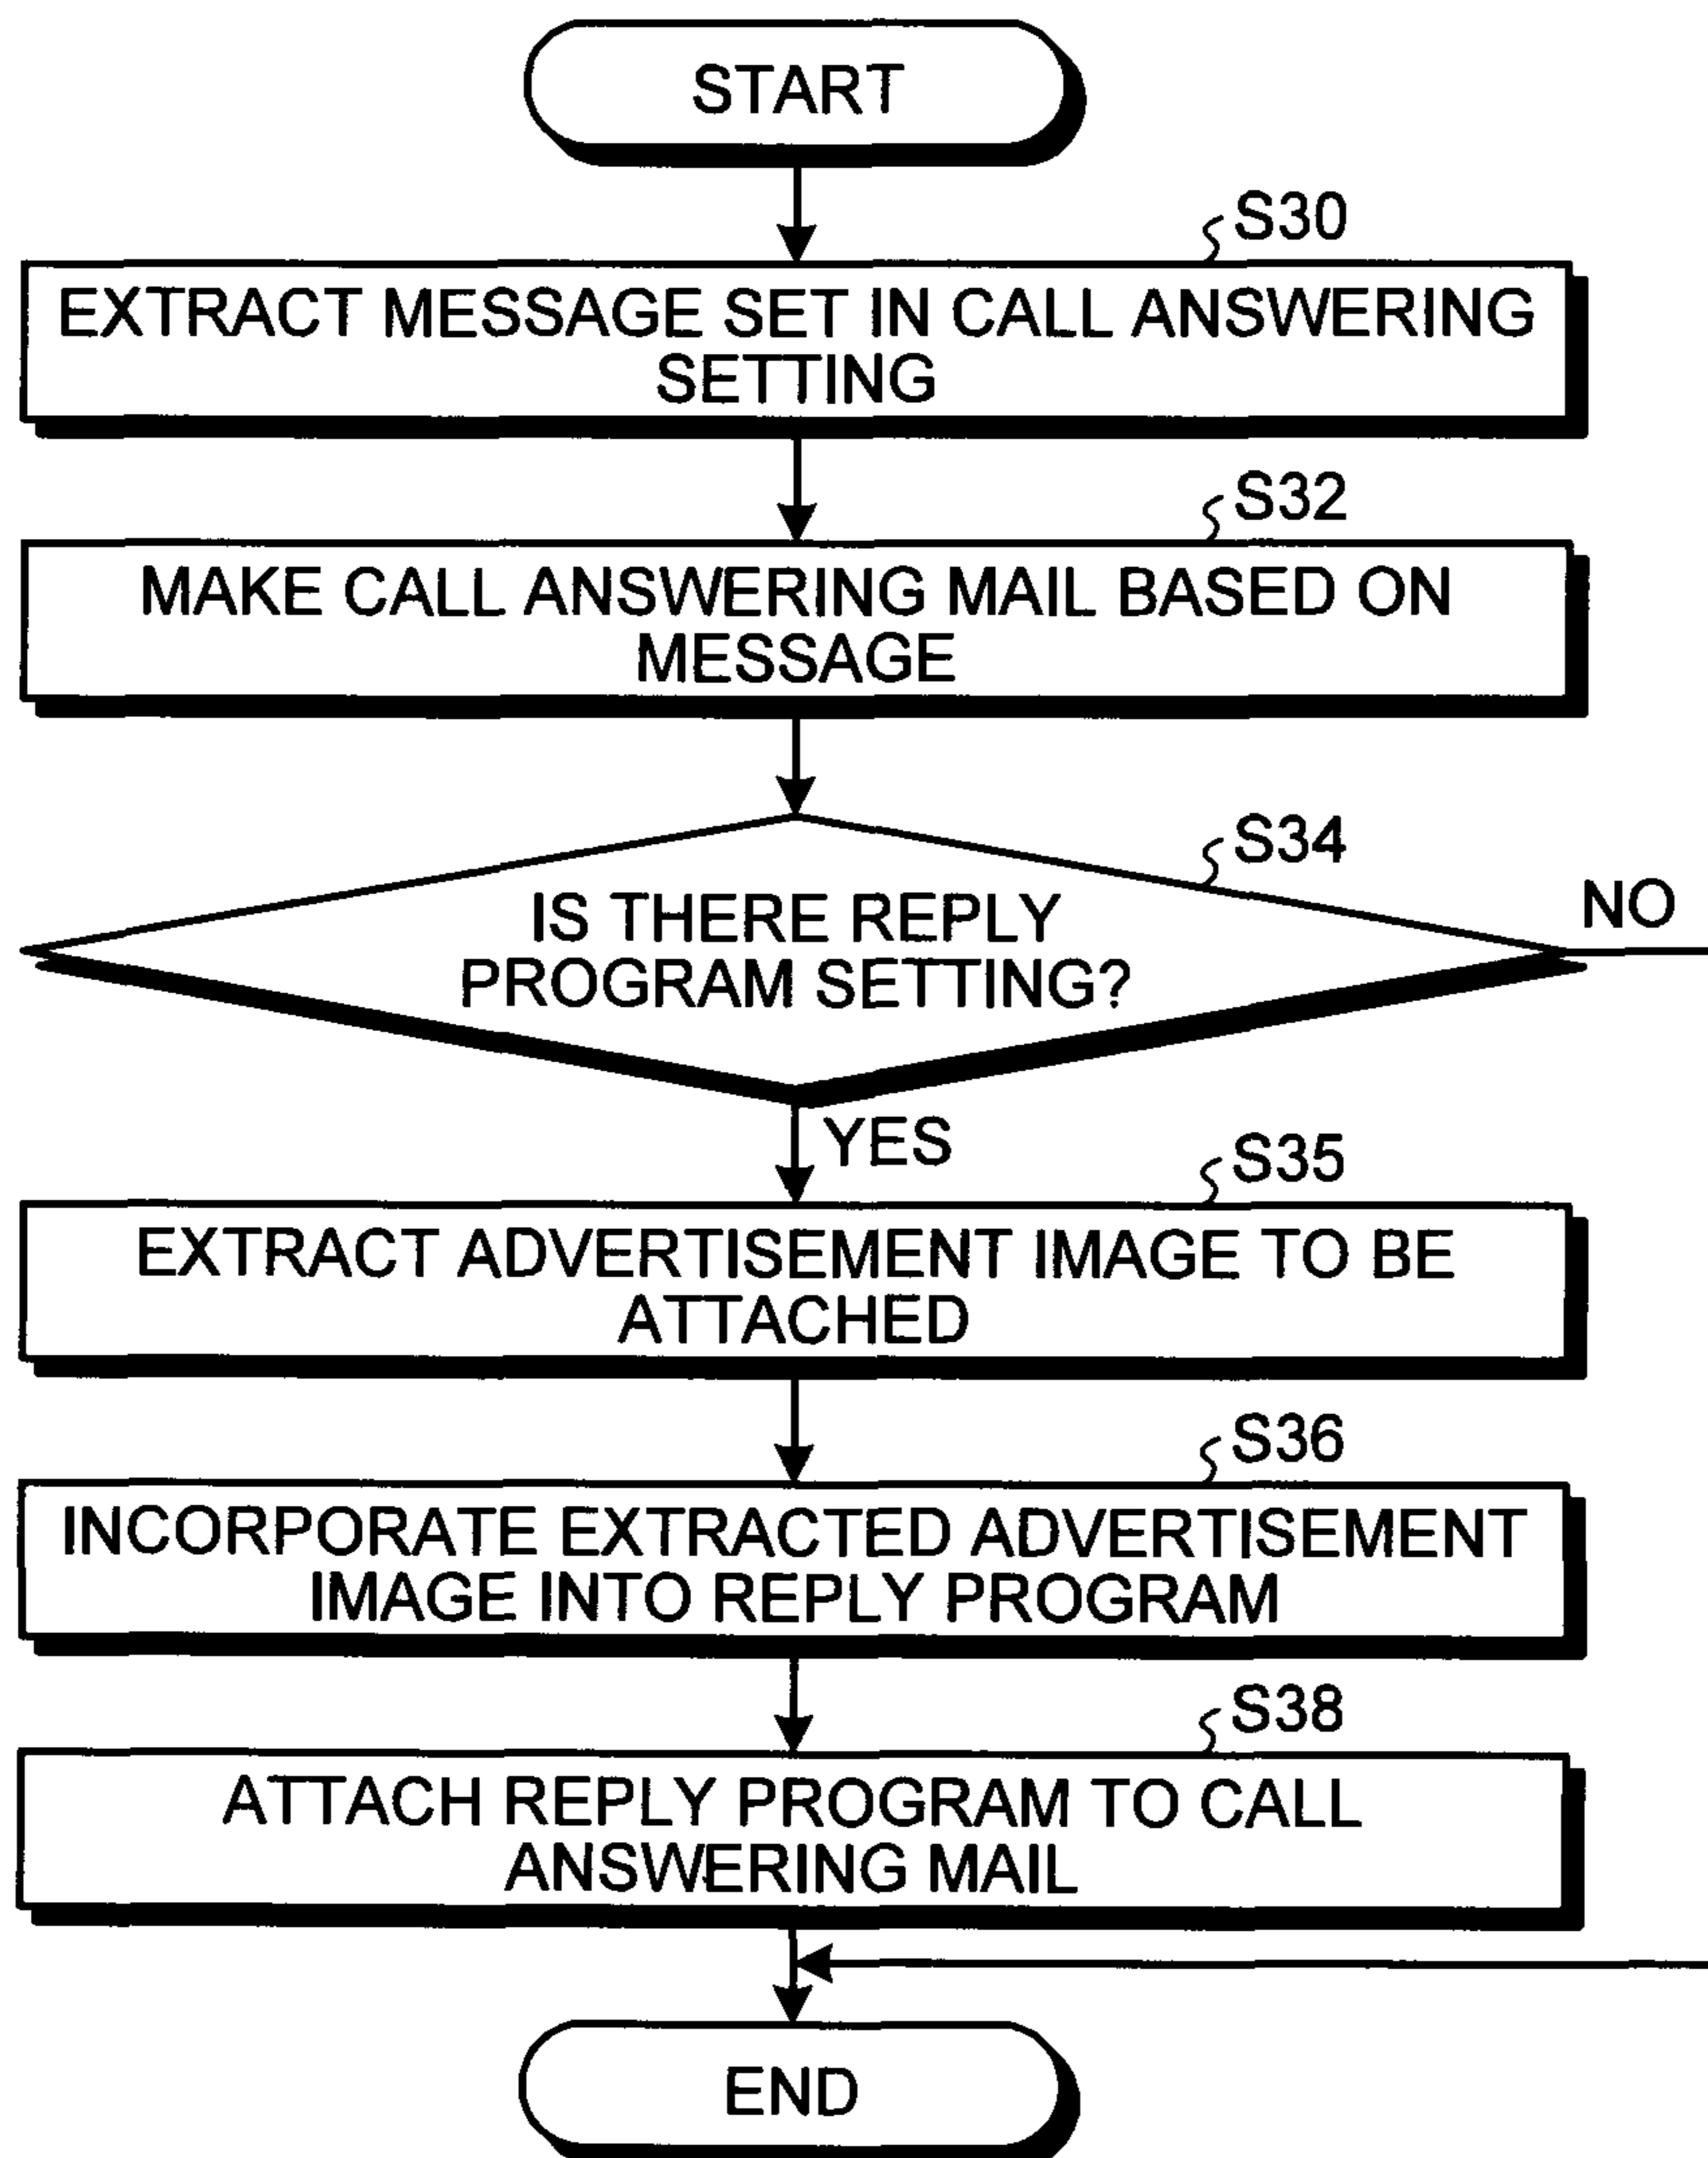 START
S30
EXTRACT MESSAGE SET IN CALL ANSWERING
SETTING
S32
MAKE CALL ANSWERING MAIL BASED ON
MESSAGE
S34
IS THERE REPLY
PROGRAM SETTING?
NO
YES
S35
EXTRACT ADVERTISEMENT IMAGE TO BE
ATTACHED
S36
INCORPORATE EXTRACTED ADVERTISEMENT
IMAGE INTO REPLY PROGRAM
S38
ATTACH REPLY PROGRAM TO CALL
ANSWERING MAIL
END